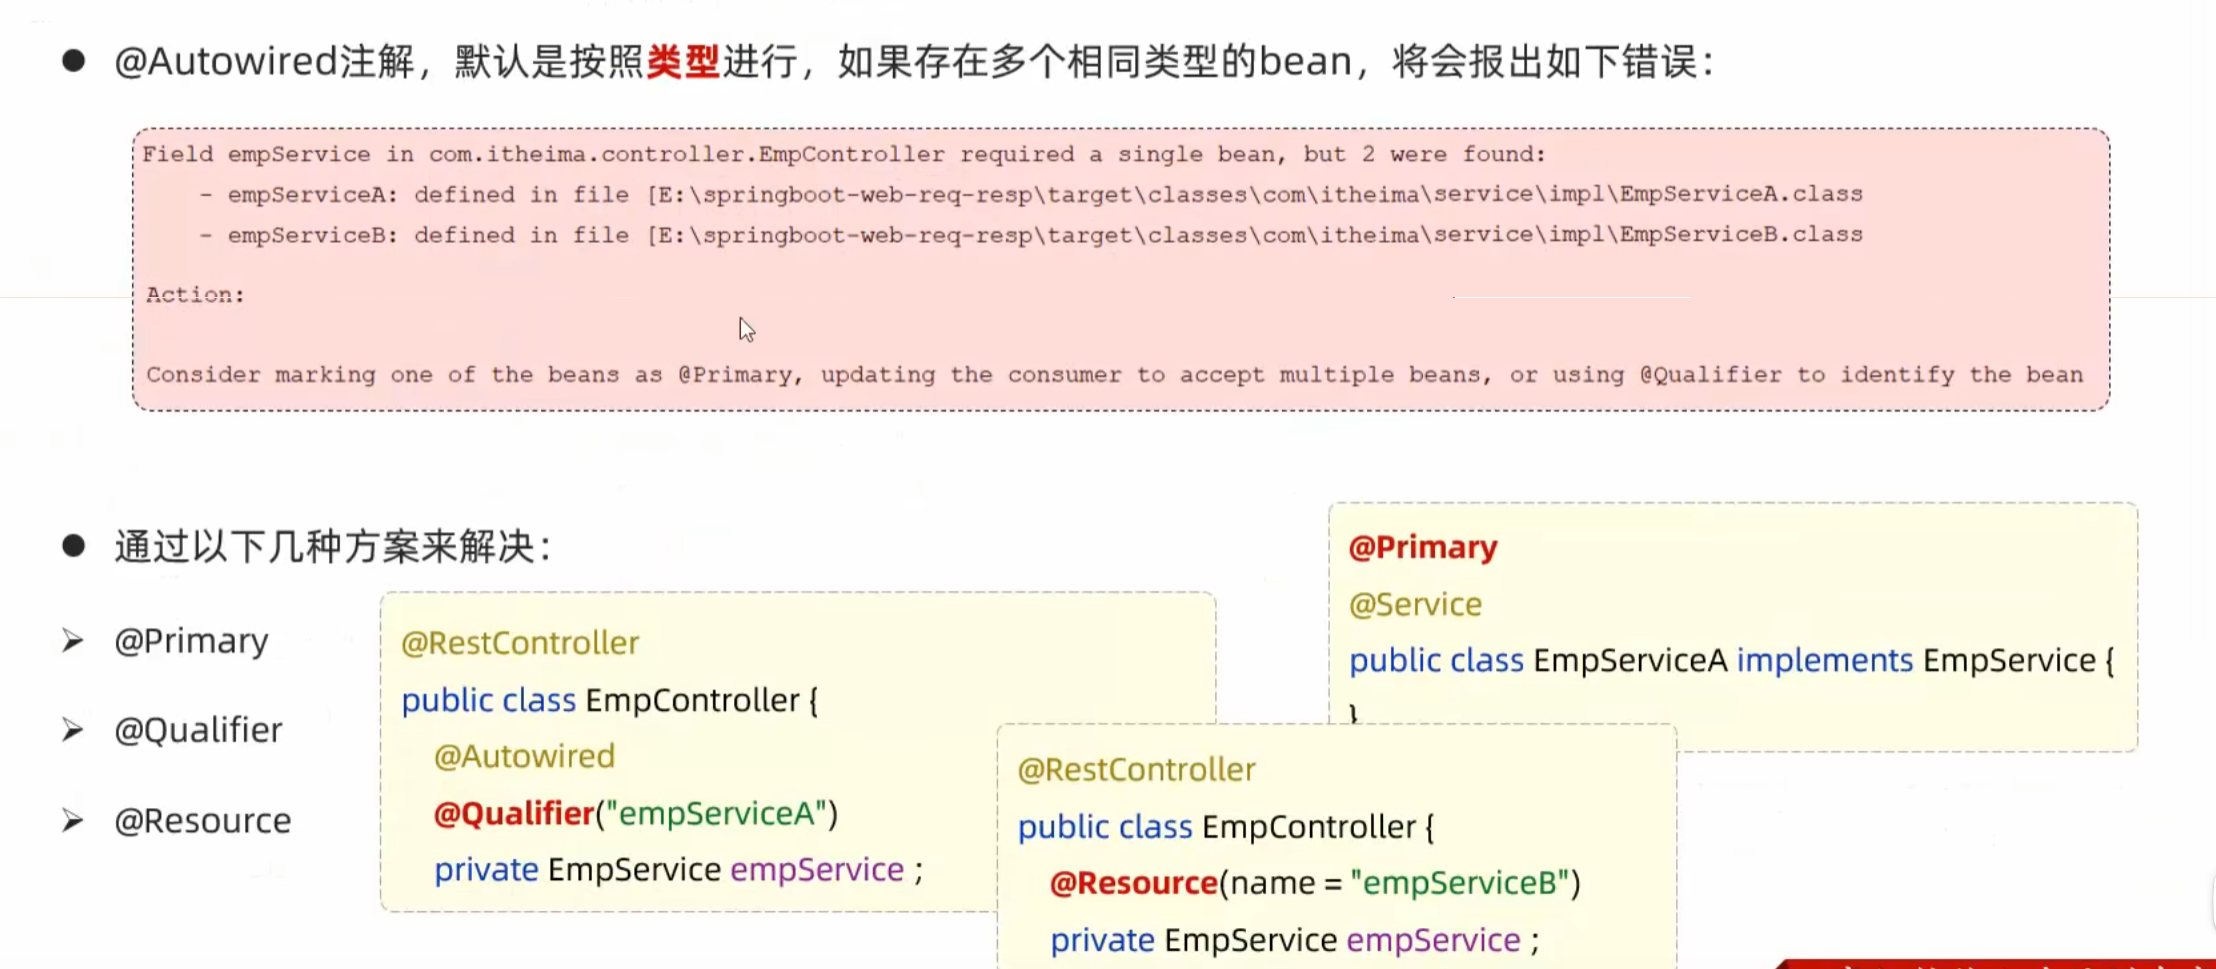 ● @Autowired注解，默认是按照类型进行，如果存在多个相同类型的bean，将会报出如下错误：
Field empService in com.itheima.controller.EmpController required a single bean, but 2 were found:
- empServiceA: defined in file [E:\springboot-web-req-resp\target\classes\com\itheima\service\impl\EmpServiceA.class
- empServiceB: defined in file [E:\springboot-web-req-resp\target\classes\com\itheima\service\impl\EmpServiceB.class
Action:
Consider marking one of the beans as @Primary, updating the consumer to accept multiple beans, or using @Qualifier to identify the bean
● 通过以下几种方案来解决：
➢ @Primary
➢ @Qualifier
➢ @Resource
@RestController
public class EmpController {
@Autowired
@Qualifier("empServiceA")
private EmpService empService ;
@Primary
@Service
public class EmpServiceA implements EmpService {
}
@RestController
public class EmpController {
@Resource(name = "empServiceB")
private EmpService empService ;